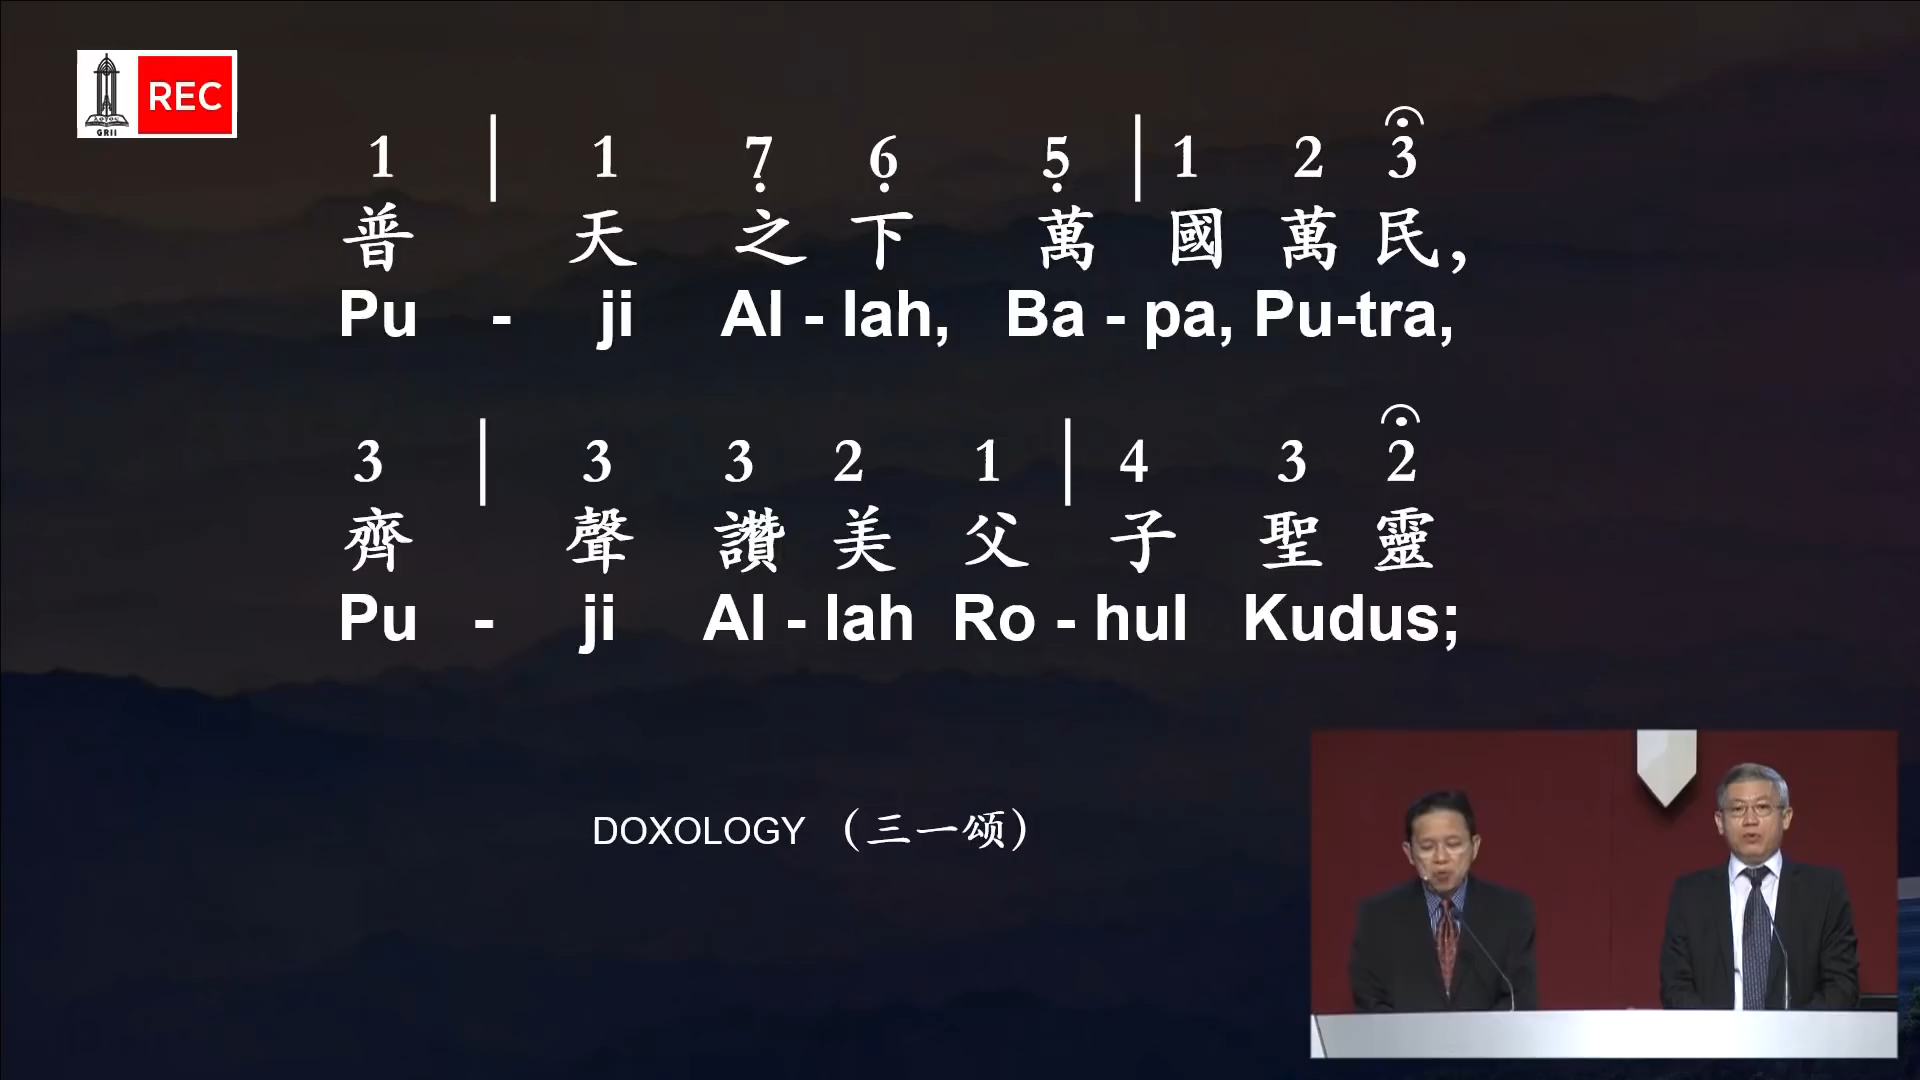 REC
GRII
1 | 1 7 6 5 | 1 2 3
普 天 之 下 萬 國 萬 民,
Pu - ji Al - lah, Ba - pa, Pu-tra,
3 | 3 3 2 1 | 4 3 2
齊 聲 讚 美 父 子 聖 靈
Pu - ji Al - lah Ro - hul Kudus;
DOXOLOGY （三一颂）